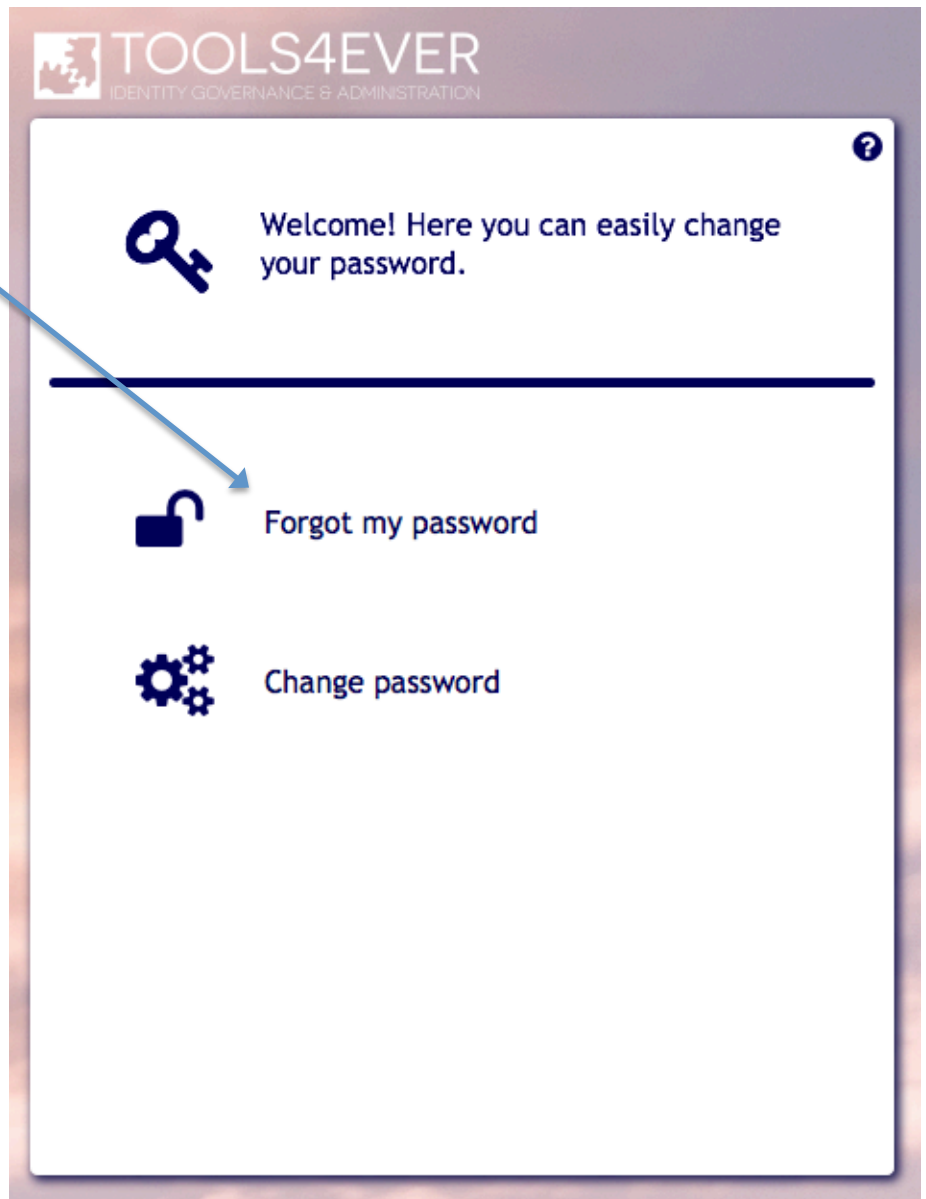 TOOLS4EVER
IDENTITY GOVERNANCE & ADMINISTRATION
?
Welcome! Here you can easily change
your password.
Forgot my password
Change password